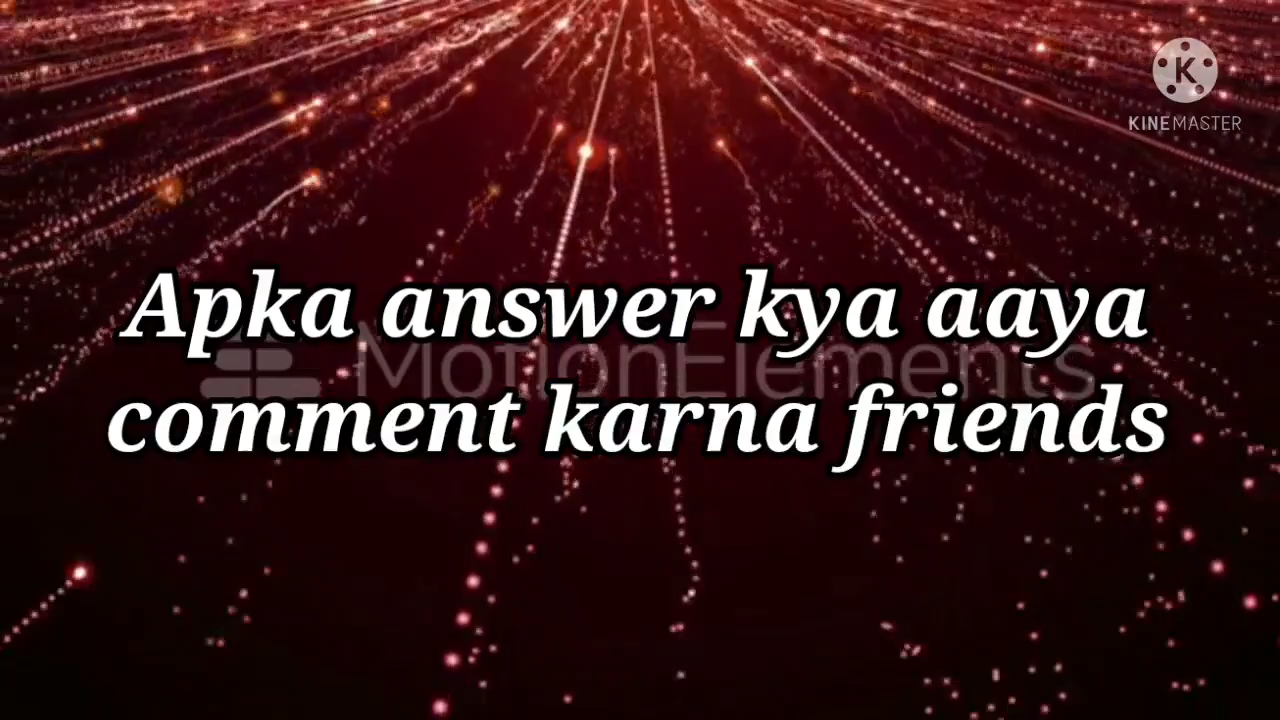 KINEMASTER
Apka answer kya aaya
MotionElements
comment karna friends